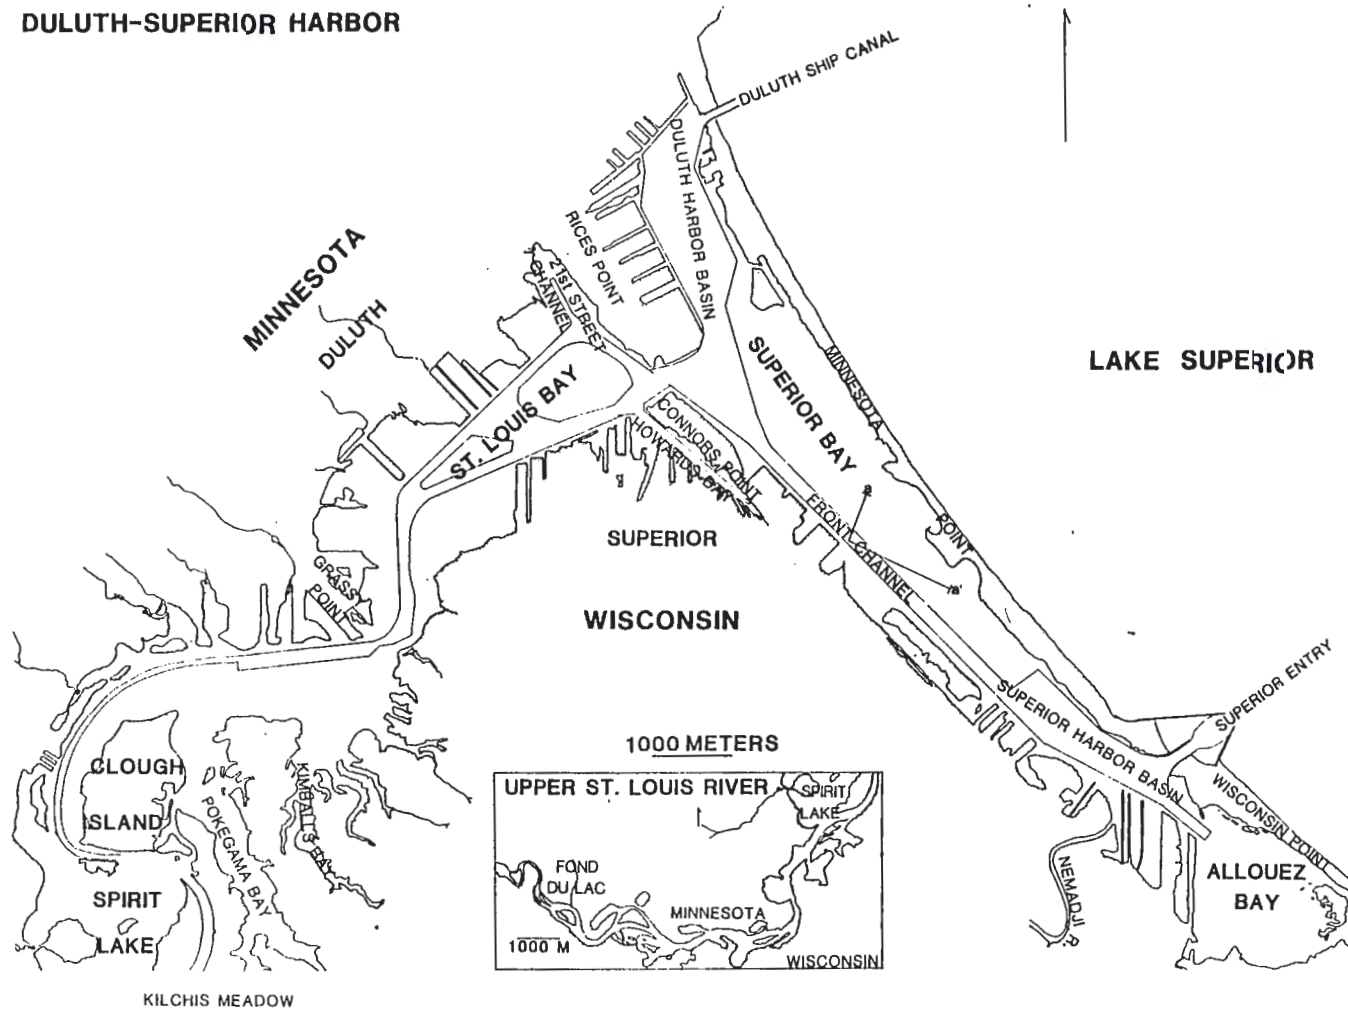 DULUTH-SUPERIOR HARBOR
DULUTH SHIP CANAL
DULUTH HARBOR BASIN
RICES POINT
21st STREET
CHANNEL
MINNESOTA
DULUTH
LAKE SUPERIOR
MINNESOTA
POINT
SUPERIOR BAY
ST. LOUIS BAY
CONNORS POINT
HOWARDS BAY
FRONT CHANNEL
a
a'
SUPERIOR
WISCONSIN
GRASSY
POINT
SUPERIOR ENTRY
SUPERIOR HARBOR BASIN
WISCONSIN POINT
1000 METERS
CLOUGH
ISLAND
SPIRIT
LAKE
POKEGAMA BAY
KIMBALLS BAY
UPPER ST. LOUIS RIVER
SPIRIT
LAKE
FOND
DU LAC
MINNESOTA
1000 M
WISCONSIN
NEMADJI R.
ALLOUEZ
BAY
KILCHIS MEADOW